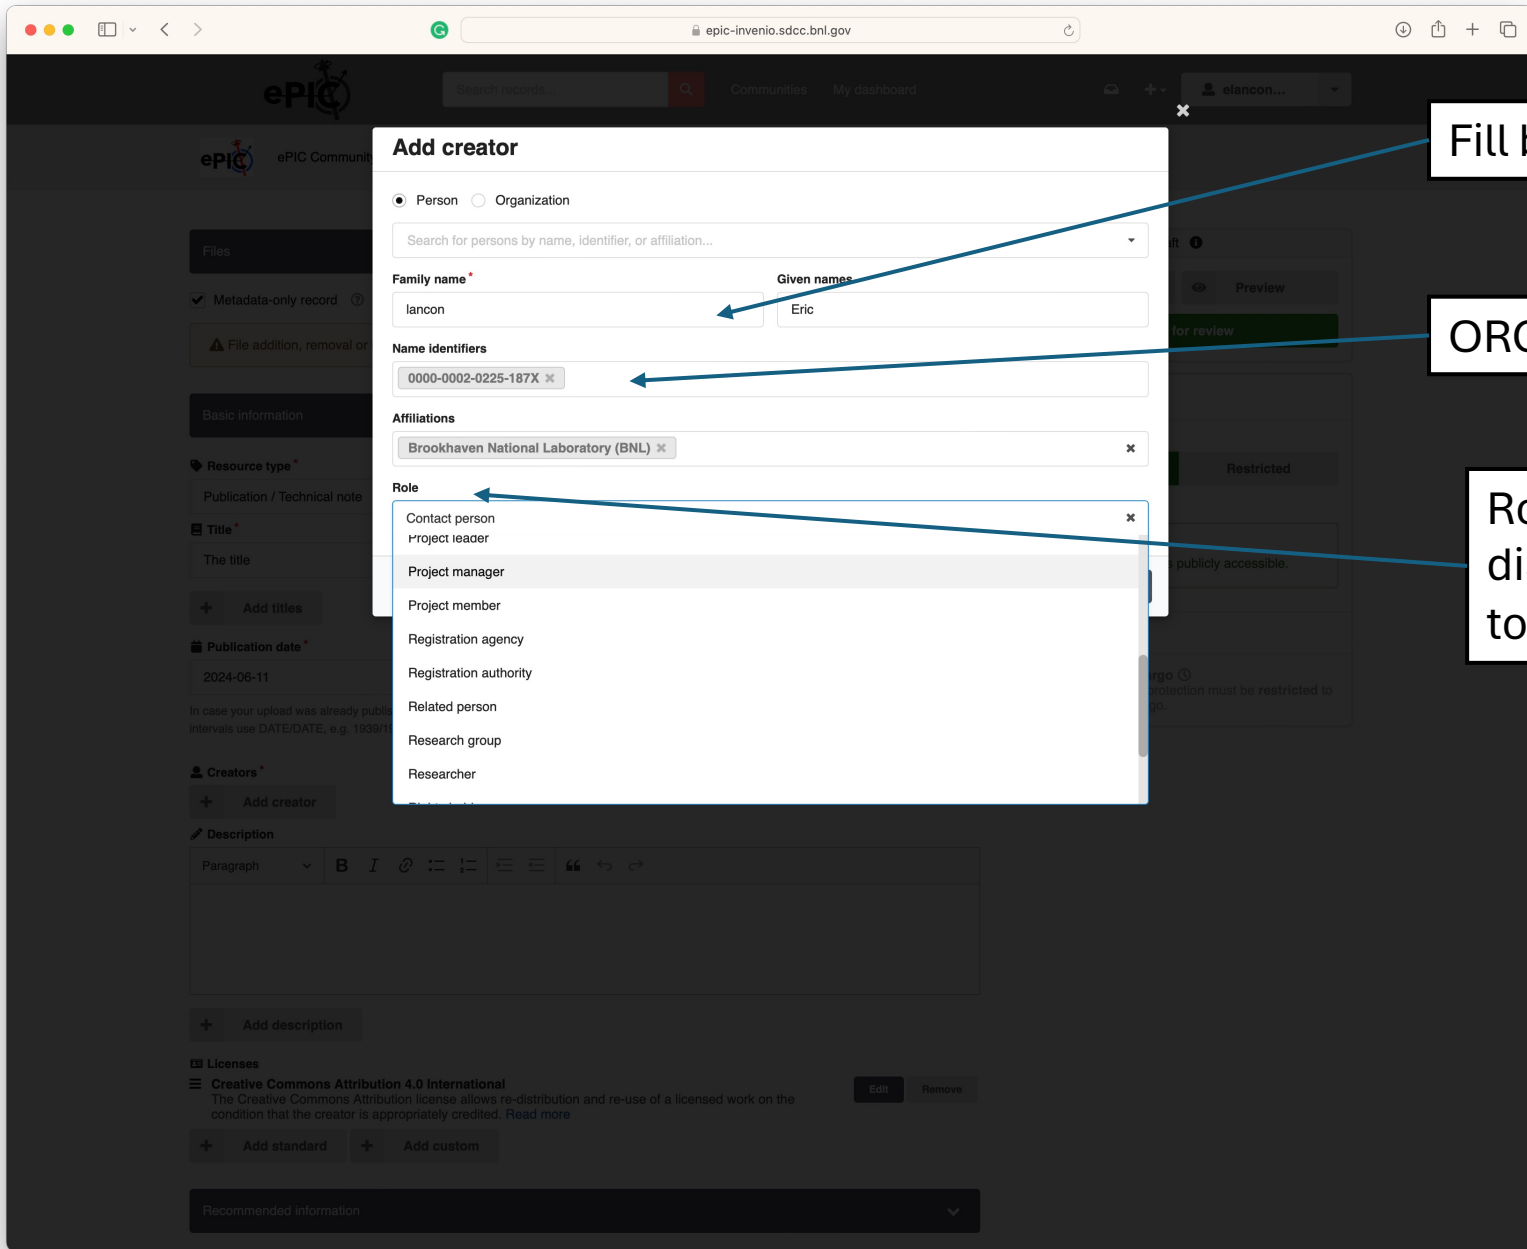 epic-invenio.sdcc.bnl.gov
ePIC
Search records...
Communities
My dashboard
elancon...
ePIC
ePIC Communit
Add creator
Person
Organization
Search for persons by name, identifier, or affiliation...
Family name *
Given names
lancon
Eric
Name identifiers
0000-0002-0225-187X
Affiliations
Brookhaven National Laboratory (BNL)
Role
Contact person
Project leader
Project manager
Project member
Registration agency
Registration authority
Related person
Research group
Researcher
Fill b
Files
Metadata-only record
File addition, removal or
Preview
for review
Basic information
Resource type *
Publication / Technical note
Restricted
Title *
The title
s publicly accessible.
Add titles
Publication date *
2024-06-11
In case your upload was already publis
intervals use DATE/DATE, e.g. 1939/19
protection must be restricted to
Creators *
Add creator
Description
Paragraph
B I
Add description
Licenses
Creative Commons Attribution 4.0 International
The Creative Commons Attribution license allows re-distribution and re-use of a licensed work on the
condition that the creator is appropriately credited. Read more
Edit
Remove
Add standard
Add custom
Recommended information
Ro
di
to